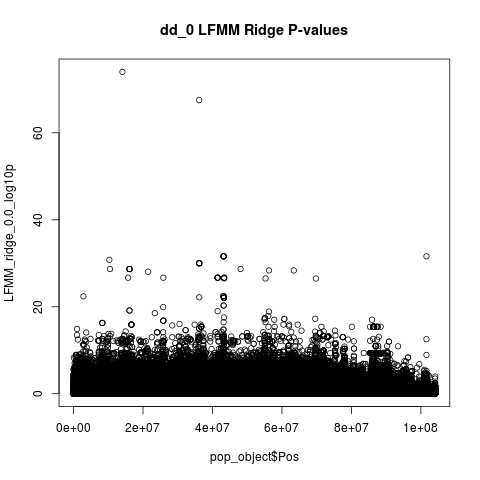 dd_0 LFMM Ridge P-values
LFMM_ridge_0.0_log10p
60
40
20
0
0e+00 2e+07 4e+07 6e+07 8e+07 1e+08
pop_object$Pos